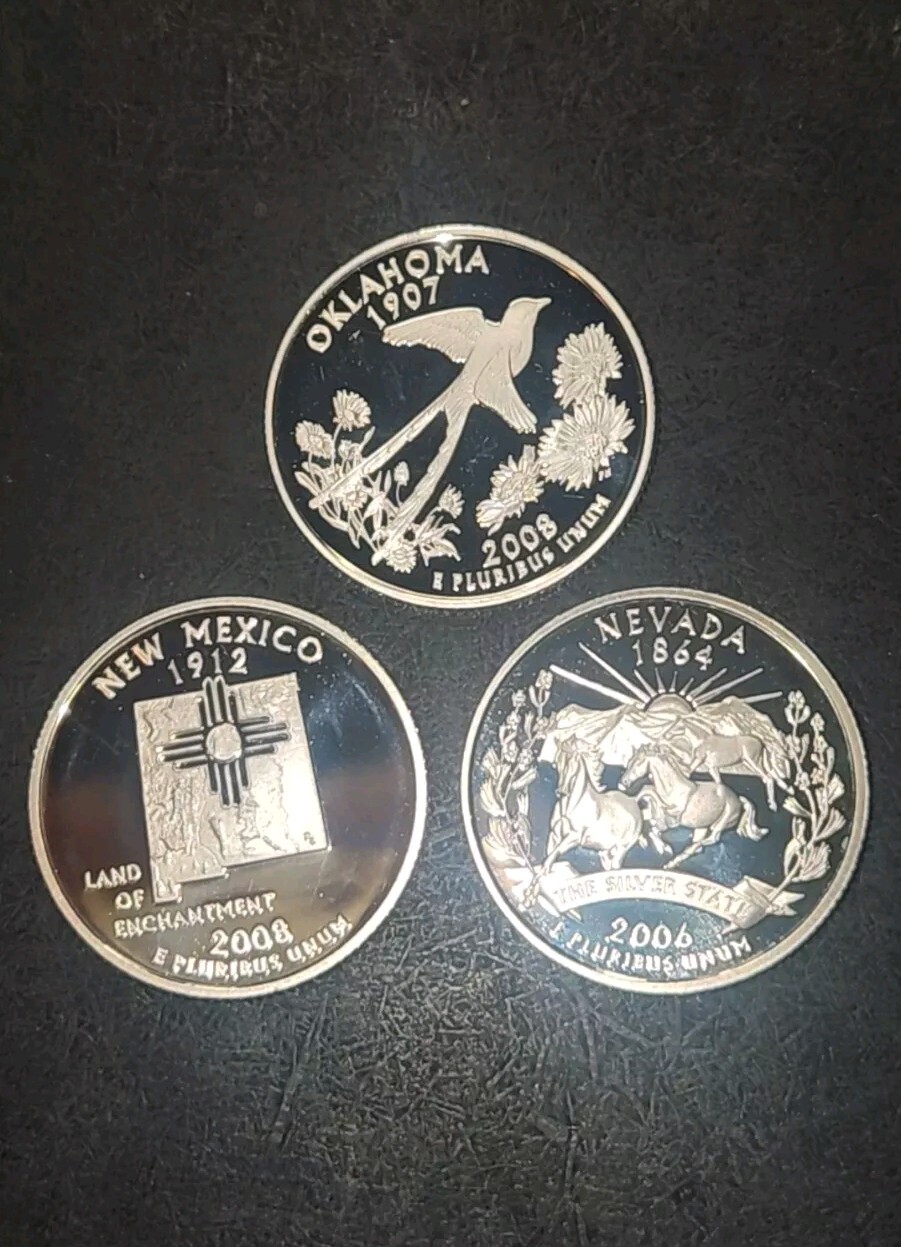 OKLAHOMA
1907
2008
E PLURIBUS UNUM
NEW MEXICO
1912
LAND
OF
ENCHANTMENT
2008
E PLURIBUS UNUM
NEVADA
1864
THE SILVER STATE
2006
E PLURIBUS UNUM